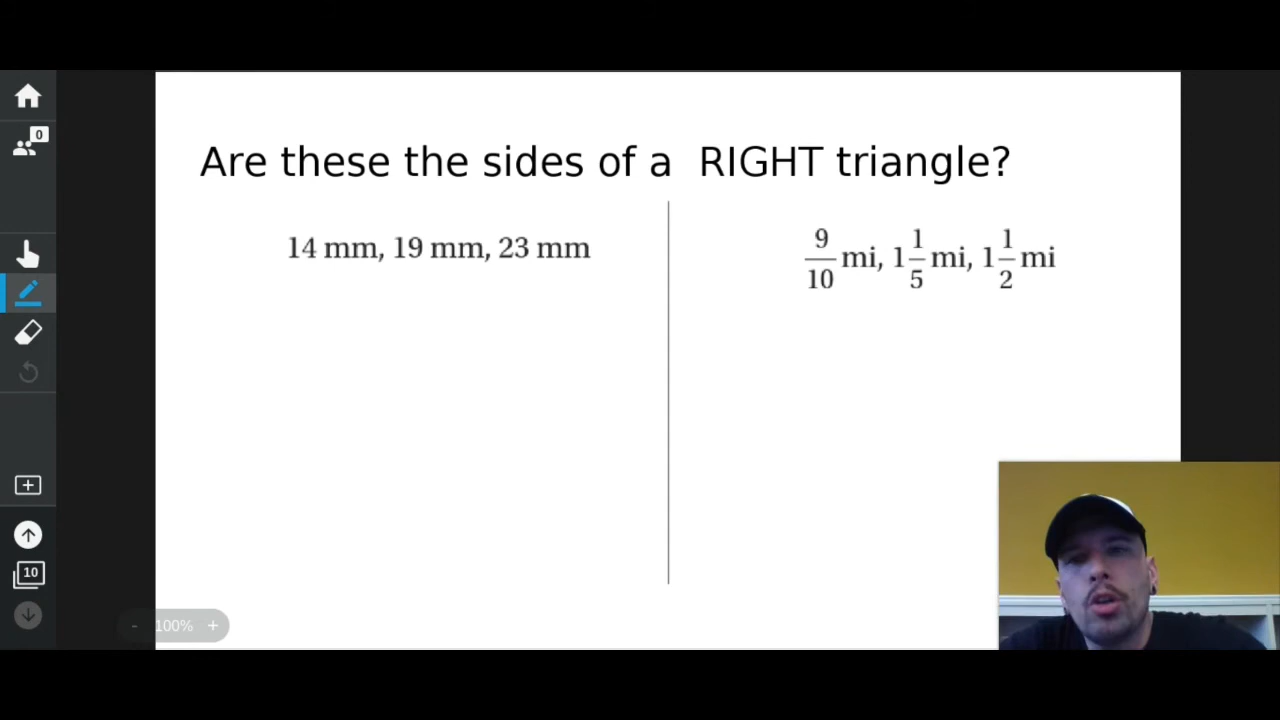 0
Are these the sides of a RIGHT triangle?
14 mm, 19 mm, 23 mm
9/10 mi, 1 1/5 mi, 1 1/2 mi
10
- 100% +